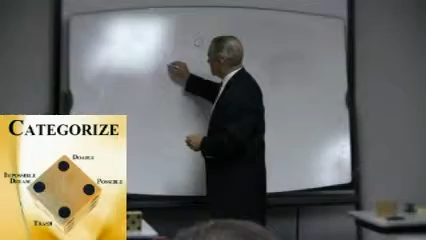 CATEGORIZE
DOABLE
IMPOSSIBLE
DREAM
POSSIBLE
TRASH